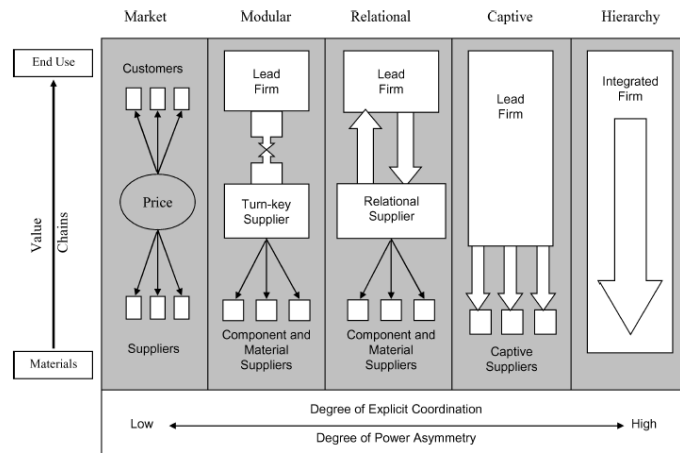 Market
Modular
Relational
Captive
Hierarchy
End Use
Value
Chains
Materials
Customers
Price
Suppliers
Lead
Firm
Turn-key
Supplier
Component and
Material
Suppliers
Lead
Firm
Relational
Supplier
Component and
Material
Suppliers
Lead
Firm
Captive
Suppliers
Integrated
Firm
Degree of Explicit Coordination
Low
High
Degree of Power Asymmetry